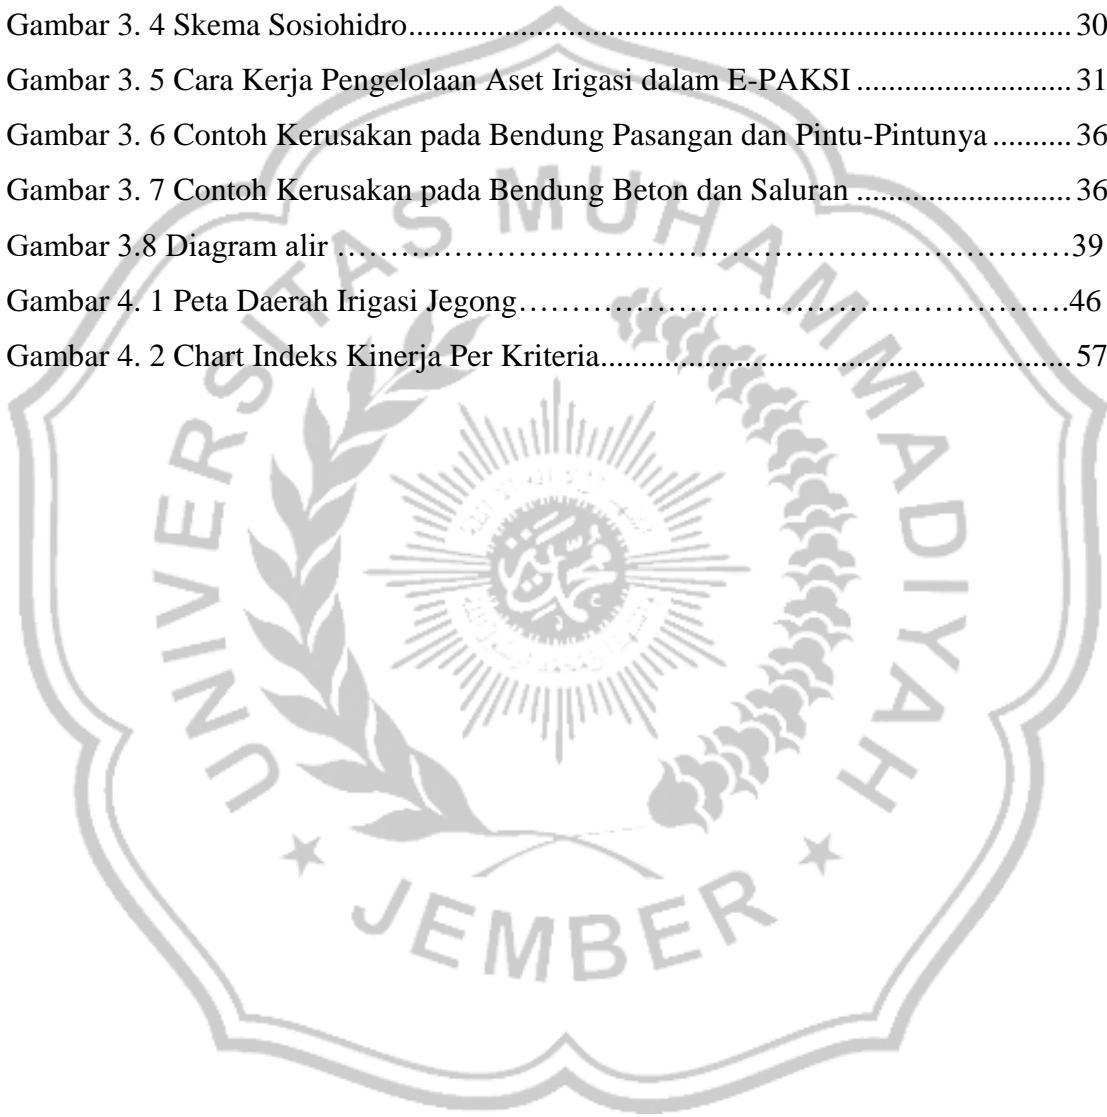 Gambar 3. 4 Skema Sosiohidro................................................................................... 30
Gambar 3. 5 Cara Kerja Pengelolaan Aset Irigasi dalam E-PAKSI ........................... 31
Gambar 3. 6 Contoh Kerusakan pada Bendung Pasangan dan Pintu-Pintunya .......... 36
Gambar 3. 7 Contoh Kerusakan pada Bendung Beton dan Saluran ........................... 36
Gambar 3.8 Diagram alir ……………………………………………………………………39
Gambar 4. 1 Peta Daerah Irigasi Jegong………………………………………………….46
Gambar 4. 2 Chart Indeks Kinerja Per Kriteria........................................................... 57
UNIVERSITAS MUHAMMADIYAH
JEMBER